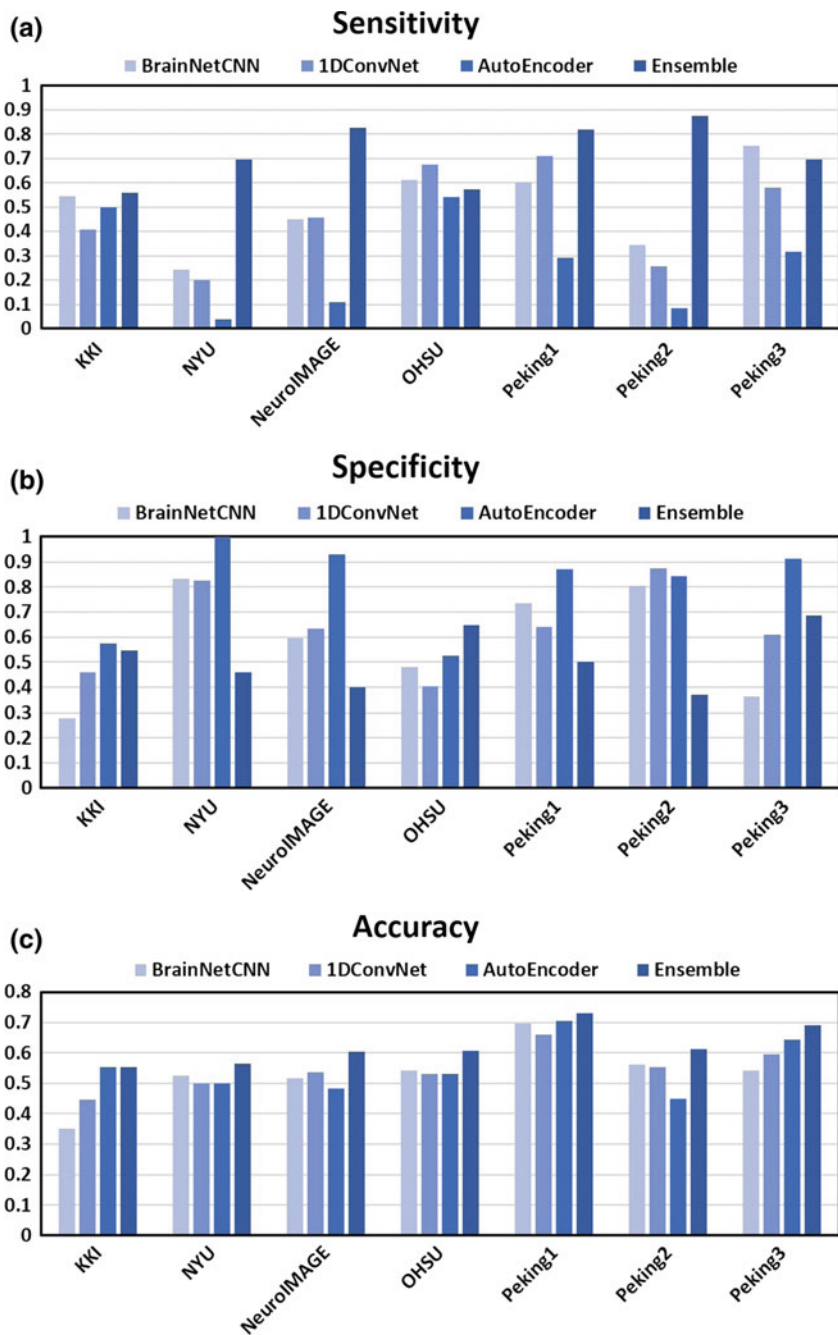 (a)
Sensitivity
BrainNetCNN 1DConvNet AutoEncoder Ensemble
1
0.9
0.8
0.7
0.6
0.5
0.4
0.3
0.2
0.1
0
KKI NYU NeuroIMAGE OHSU Peking1 Peking2 Peking3
(b)
Specificity
BrainNetCNN 1DConvNet AutoEncoder Ensemble
1
0.9
0.8
0.7
0.6
0.5
0.4
0.3
0.2
0.1
0
KKI NYU NeuroIMAGE OHSU Peking1 Peking2 Peking3
(c)
Accuracy
BrainNetCNN 1DConvNet AutoEncoder Ensemble
0.8
0.7
0.6
0.5
0.4
0.3
0.2
0.1
0
KKI NYU NeuroIMAGE OHSU Peking1 Peking2 Peking3